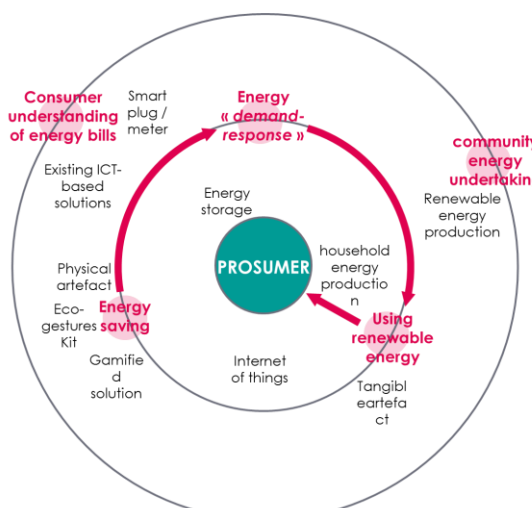 Consumer
understanding
of energy bills
Smart
plug /
meter
Energy
« demand-
response »
community
energy
undertakin
Existing ICT-
based
solutions
Renewable
energy
production
Energy
storage
PROSUMER
household
energy
productio
n
Physical
artefact
Eco-
gestures
Kit
Energy
saving
Using
renewable
energy
Gamifie
d
solution
Internet
of things
Tangibl
eartefa
ct